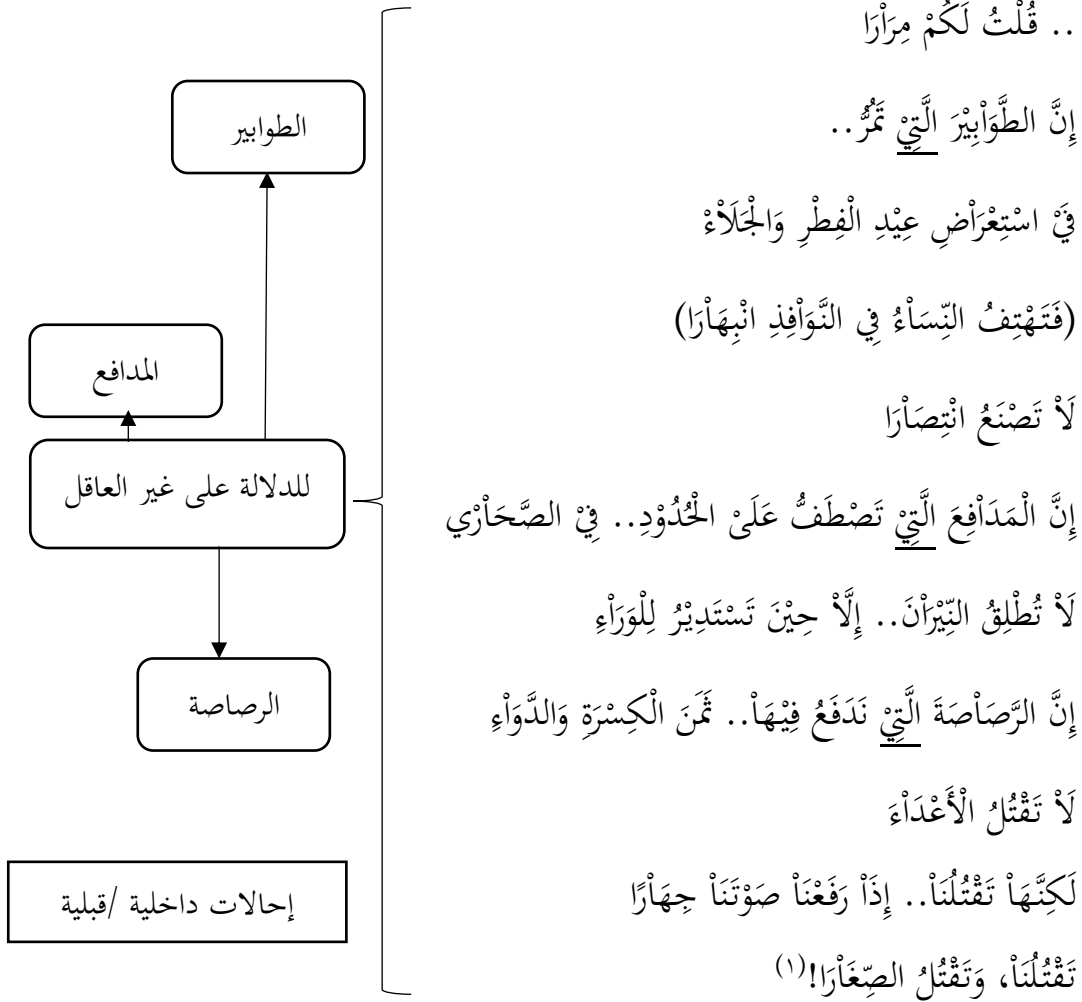 .. قُلْتُ لَكُمْ مِرَاْرَا
إِنَّ الطَّوَاْبِيْرَ الَّتِيْ تَمُرُّ..
فِيْ اسْتِعْرَاْضِ عِيْدِ الْفِطْرِ وَالْجَلَاْءْ
(فَتَهْتِفُ النِّسَاْءُ فِي النَّوَاْفِذِ انْبِهَاْرَا)
لَاْ تَصْنَعُ انْتِصَاْرَا
إِنَّ الْمَدَاْفِعَ الَّتِيْ تَصْطَفُّ عَلَىْ الْحُدُوْدِ.. فِيْ الصَّحَاْرْي
لَاْ تُطْلِقُ النِّيْرَاْنَ.. إِلَّاْ حِيْنَ تَسْتَدِيْرُ لِلْوَرَاْءِ
إِنَّ الرَّصَاْصَةَ الَّتِيْ نَدَفَعُ فِيْهَاْ.. ثَمَنَ الْكِسْرَةِ وَالدَّوَاْءِ
لَاْ تَقْتُلُ الْأَعْدَاْءَ
لَكِنَّهَاْ تَقْتُلُنَاْ.. إِذَاْ رَفَعْنَاْ صَوْتَنَاْ جِهَاْرًا
تَقْتُلُنَاْ، وَتَقْتُلُ الصِّغَاْرَا!(١)
الطوابير
المدافع
للدلالة على غير العاقل
الرصاصة
إحالات داخلية /قبلية